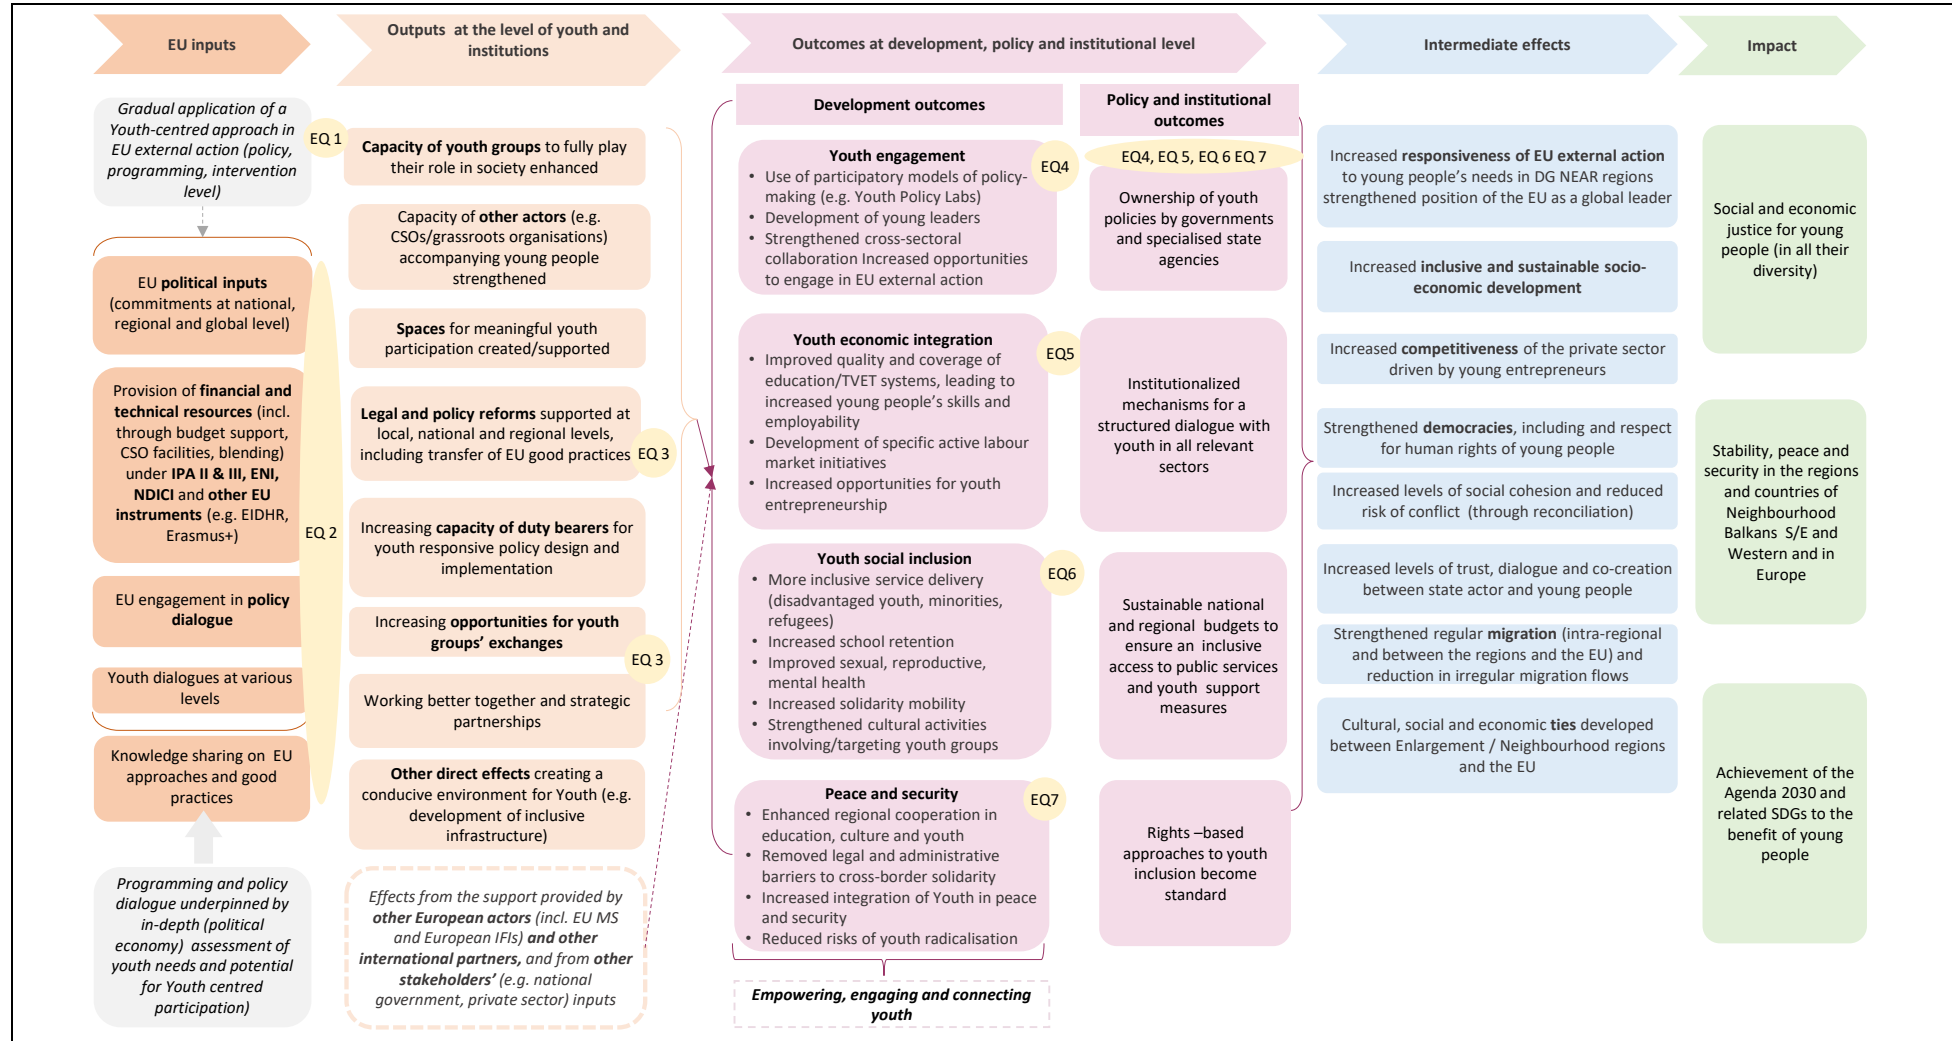 EU inputs
Outputs at the level of youth and
institutions
Outcomes at development, policy and institutional level
Intermediate effects
Impact
Gradual application of a
Youth-centred approach in
EU external action (policy,
programming, intervention
level)
EQ 1
EU political inputs
(commitments at national,
regional and global level)
Provision of financial and
technical resources (incl.
through budget support,
CSO facilities, blending)
under IPA II & III, ENI,
NDICI and other EU
instruments (e.g. EIDHR,
Erasmus+)
EQ 2
EU engagement in policy
dialogue
Youth dialogues at various
levels
Knowledge sharing on EU
approaches and good
practices
Programming and policy
dialogue underpinned by
in-depth (political
economy) assessment of
youth needs and potential
for Youth centred
participation)
Capacity of youth groups to fully play
their role in society enhanced
Capacity of other actors (e.g.
CSOs/grassroots organisations)
accompanying young people
strengthened
Spaces for meaningful youth
participation created/supported
Legal and policy reforms supported at
local, national and regional levels,
including transfer of EU good practices
EQ 3
Increasing capacity of duty bearers for
youth responsive policy design and
implementation
Increasing opportunities for youth
groups' exchanges
EQ 3
Working better together and strategic
partnerships
Other direct effects creating a
conducive environment for Youth (e.g.
development of inclusive
infrastructure)
Effects from the support provided by
other European actors (incl. EU MS
and European IFIs) and other
international partners, and from other
stakeholders' (e.g. national
government, private sector) inputs
Development outcomes
Youth engagement
• Use of participatory models of policy-
making (e.g. Youth Policy Labs)
• Development of young leaders
• Strengthened cross-sectoral
collaboration Increased opportunities
to engage in EU external action
EQ4
Youth economic integration
• Improved quality and coverage of
education/TVET systems, leading to
increased young people's skills and
employability
• Development of specific active labour
market initiatives
• Increased opportunities for youth
entrepreneurship
EQ5
Youth social inclusion
• More inclusive service delivery
(disadvantaged youth, minorities,
refugees)
• Increased school retention
• Improved sexual, reproductive,
mental health
• Increased solidarity mobility
• Strengthened cultural activities
involving/targeting youth groups
EQ6
Peace and security
• Enhanced regional cooperation in
education, culture and youth
• Removed legal and administrative
barriers to cross-border solidarity
• Increased integration of Youth in peace
and security
• Reduced risks of youth radicalisation
EQ7
Empowering, engaging and connecting
youth
Policy and institutional
outcomes
EQ4, EQ 5, EQ 6 EQ 7
Ownership of youth
policies by governments
and specialised state
agencies
Institutionalized
mechanisms for a
structured dialogue with
youth in all relevant
sectors
Sustainable national
and regional budgets to
ensure an inclusive
access to public services
and youth support
measures
Rights –based
approaches to youth
inclusion become
standard
Increased responsiveness of EU external action
to young people's needs in DG NEAR regions
strengthened position of the EU as a global leader
Increased inclusive and sustainable socio-
economic development
Increased competitiveness of the private sector
driven by young entrepreneurs
Strengthened democracies, including and respect
for human rights of young people
Increased levels of social cohesion and reduced
risk of conflict (through reconciliation)
Increased levels of trust, dialogue and co-creation
between state actor and young people
Strengthened regular migration (intra-regional
and between the regions and the EU) and
reduction in irregular migration flows
Cultural, social and economic ties developed
between Enlargement / Neighbourhood regions
and the EU
Social and economic
justice for young
people (in all their
diversity)
Stability, peace and
security in the regions
and countries of
Neighbourhood
Balkans S/E and
Western and in
Europe
Achievement of the
Agenda 2030 and
related SDGs to the
benefit of young
people